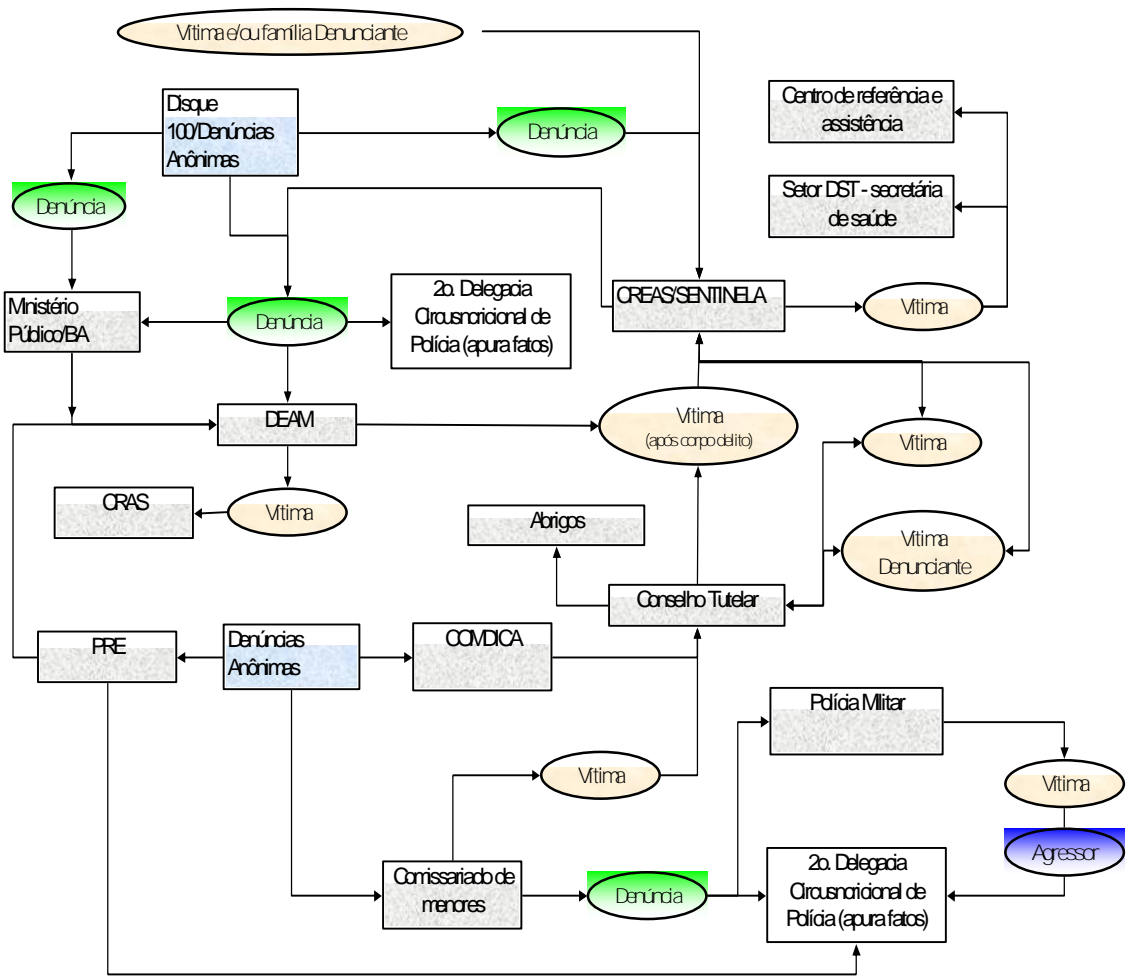 Vítima e/ou família Denunciante
Disque
100/Denúncias
Anônimas
Denúncia
Centro de referência e
assistência
Denúncia
Setor DST - secretária
de saúde
Ministério
Público/BA
Denúncia
2o. Delegacia
Circusnoricional de
Polícia (apura fatos)
CREAS/SENTINELA
Vítima
DEAM
Vítima
(após corpo delito)
Vítima
CRAS
Vítima
Abrigos
Vítima
Denunciante
Conselho Tutelar
PRE
Denúncias
Anônimas
COMDICA
Polícia Militar
Vítima
Vítima
Agressor
Comissariado de
menores
Denúncia
2o. Delegacia
Circusnoricional de
Polícia (apura fatos)